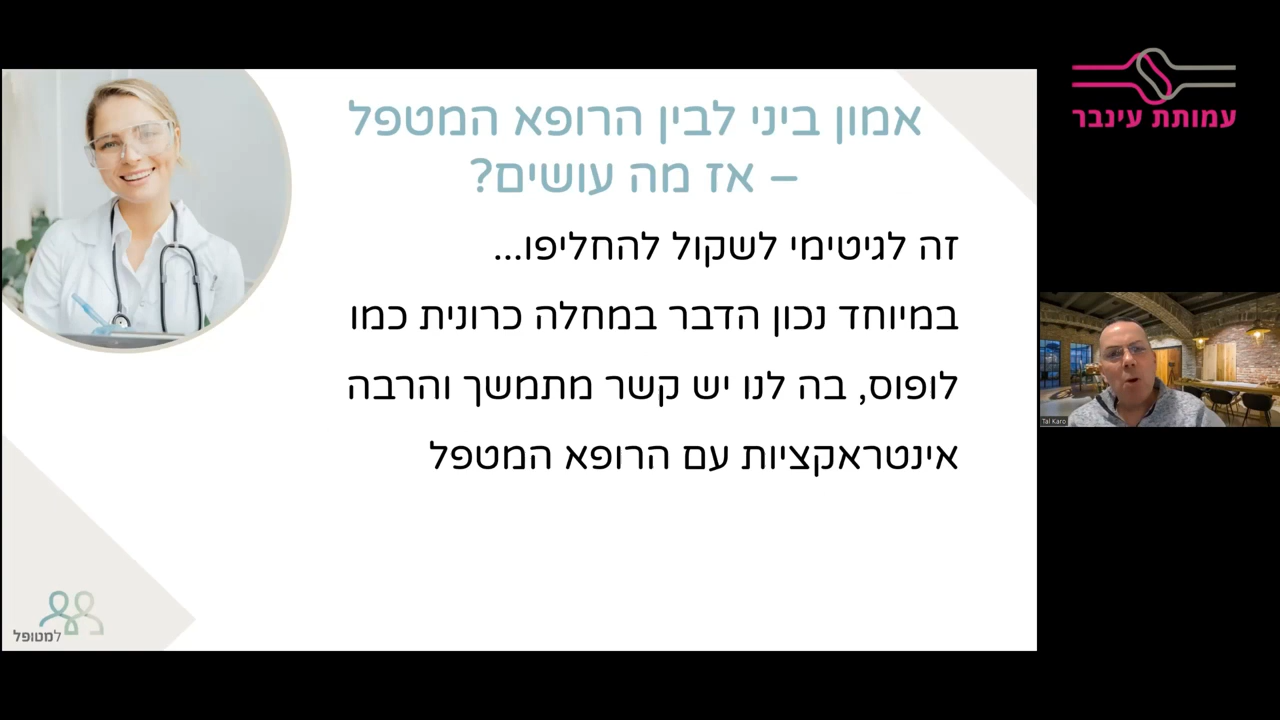 אמון ביני לבין הרופא המטפל
– אז מה עושים?
זה לגיטימי לשקול להחליפו...
במיוחד נכון הדבר במחלה כרונית כמו
לופוס, בה לנו יש קשר מתמשך והרבה
אינטראקציות עם הרופא המטפל
למטופל
עמותת עינבר
Tal Karo